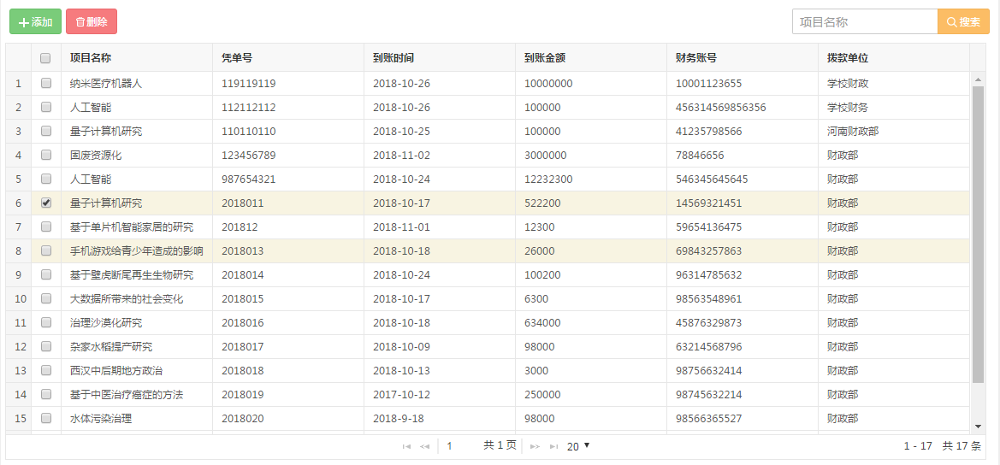 添加 删除 项目名称 搜索
项目名称 凭单号 到账时间 到账金额 财务账号 拨款单位
1 纳米医疗机器人 119119119 2018-10-26 10000000 10001123655 学校财政
2 人工智能 112112112 2018-10-26 100000 456314569856356 学校财务
3 量子计算机研究 110110110 2018-10-25 100000 41235798566 河南财政部
4 固废资源化 123456789 2018-11-02 3000000 78846656 财政部
5 人工智能 987654321 2018-10-24 12232300 546345645645 财政部
6 量子计算机研究 2018011 2018-10-17 522200 14569321451 财政部
7 基于单片机智能家居的研究 201812 2018-11-01 12300 59654136475 财政部
8 手机游戏给青少年造成的影响 2018013 2018-10-18 26000 69843257863 财政部
9 基于壁虎断尾再生生物研究 2018014 2018-10-24 100200 96314785632 财政部
10 大数据所带来的社会变化 2018015 2018-10-17 6300 98563548961 财政部
11 治理沙漠化研究 2018016 2018-10-18 634000 45876329873 财政部
12 杂家水稻提产研究 2018017 2018-10-09 98000 63214568796 财政部
13 西汉中后期地方政治 2018018 2018-10-13 3000 98756632414 财政部
14 基于中医治疗癌症的方法 2018019 2017-10-12 250000 98745632214 财政部
15 水体污染治理 2018020 2018-9-18 98000 98566365527 财政部
1 共 1 页 20 1 - 17 共 17 条